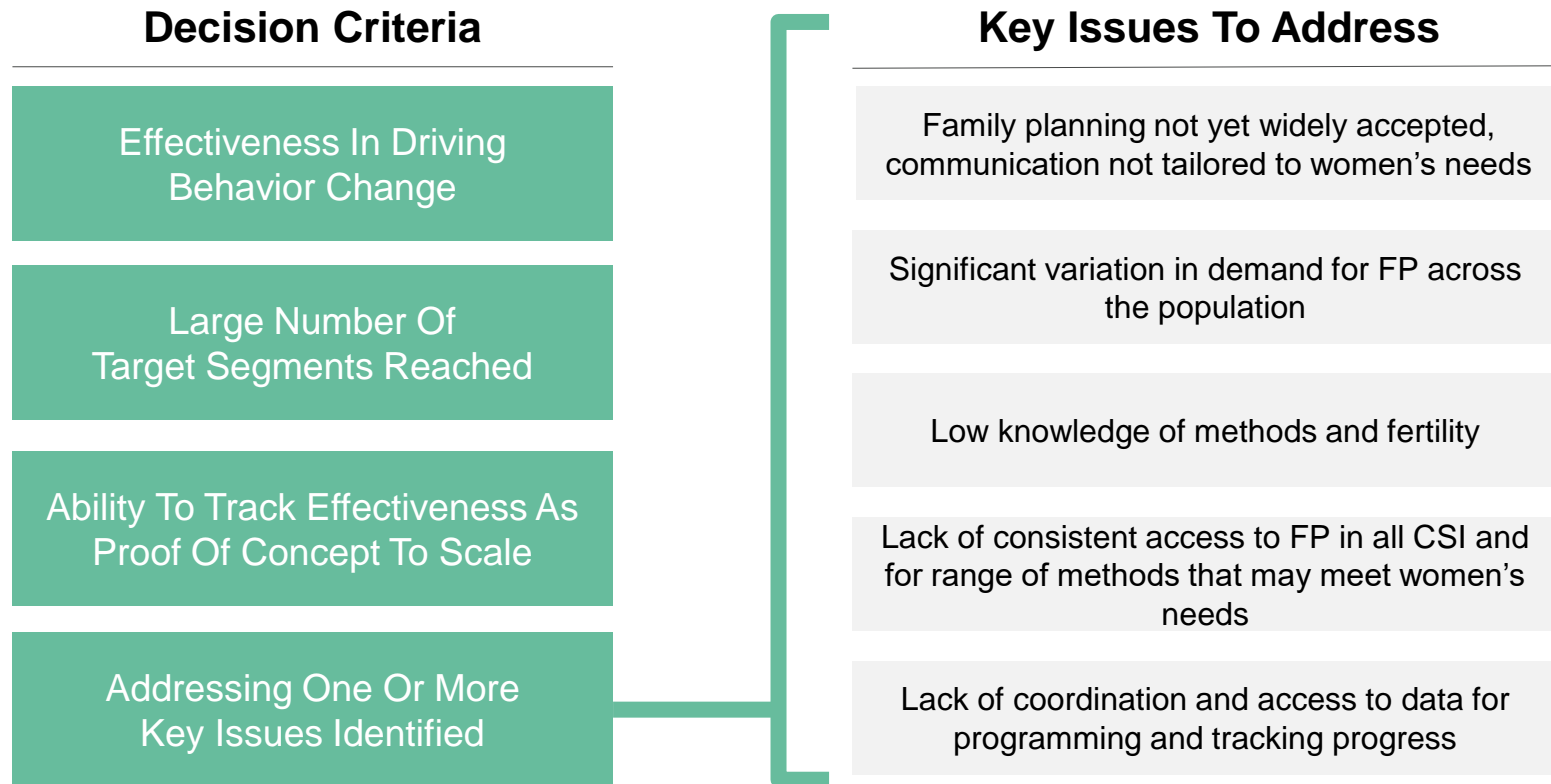 Decision Criteria
Effectiveness In Driving
Behavior Change
Large Number Of
Target Segments Reached
Ability To Track Effectiveness As
Proof Of Concept To Scale
Addressing One Or More
Key Issues Identified
Key Issues To Address
Family planning not yet widely accepted,
communication not tailored to women’s needs
Significant variation in demand for FP across
the population
Low knowledge of methods and fertility
Lack of consistent access to FP in all CSI and
for range of methods that may meet women’s
needs
Lack of coordination and access to data for
programming and tracking progress